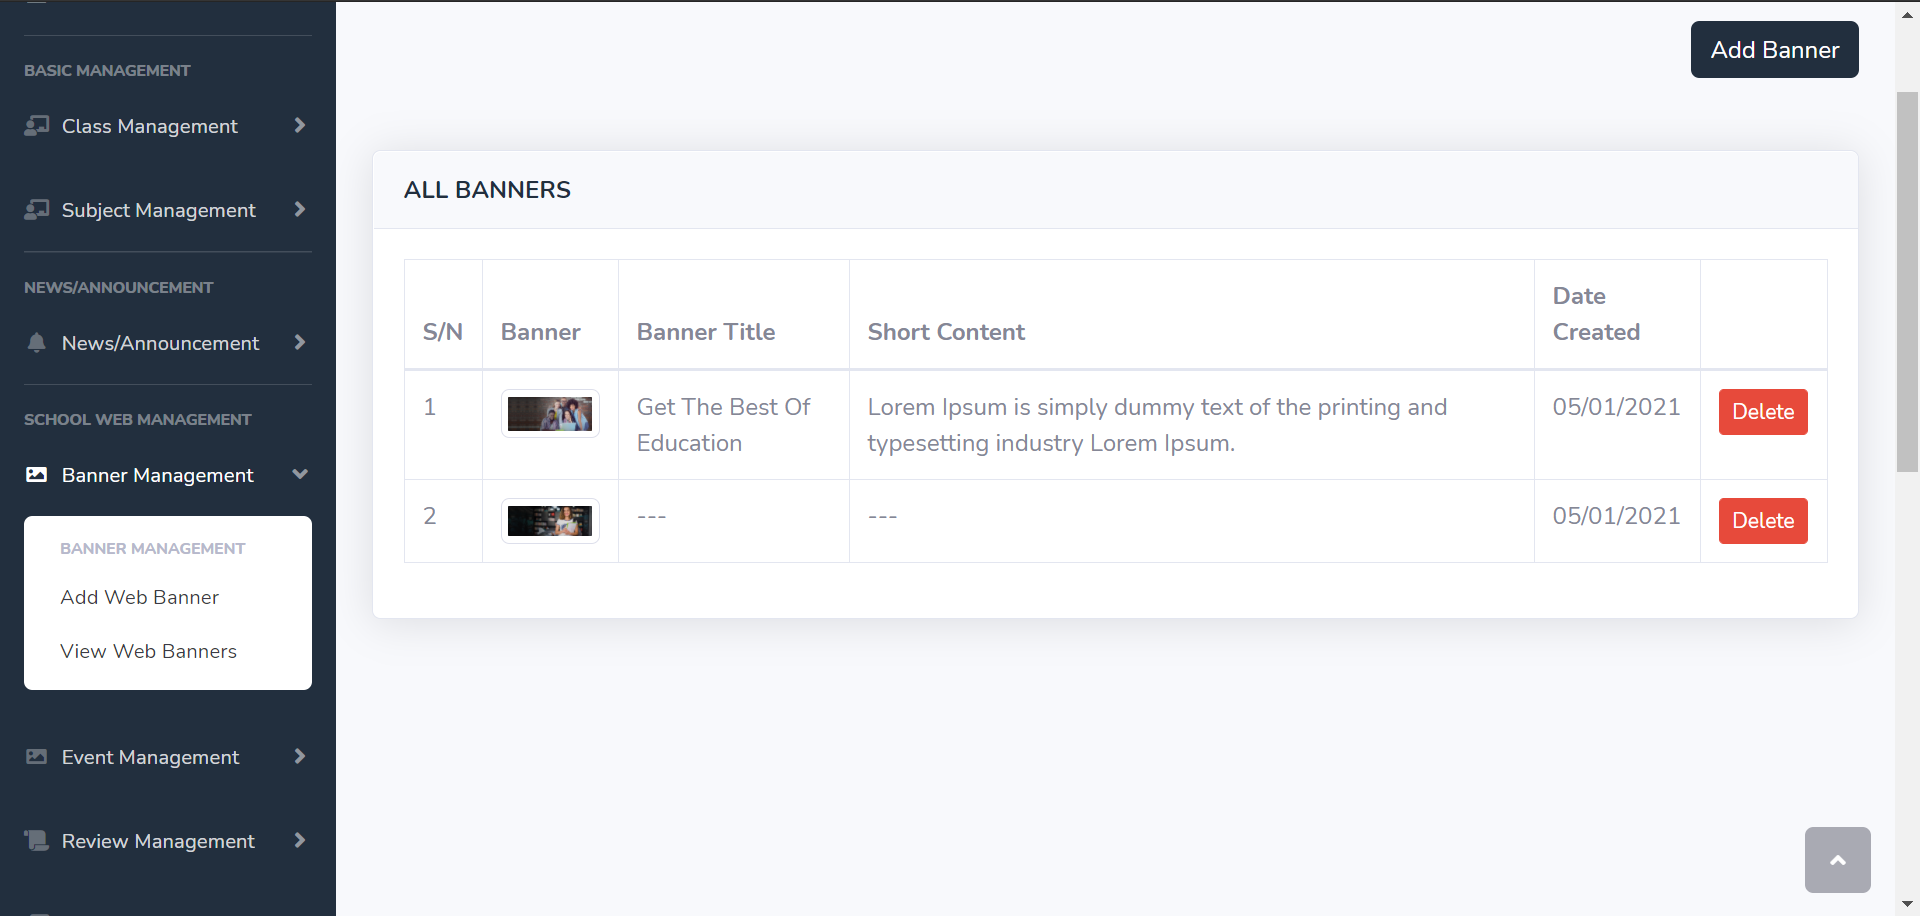 BASIC MANAGEMENT
Class Management
Subject Management
NEWS/ANNOUNCEMENT
News/Announcement
SCHOOL WEB MANAGEMENT
Banner Management
BANNER MANAGEMENT
Add Web Banner
View Web Banners
Event Management
Review Management
Add Banner
ALL BANNERS
S/N Banner Banner Title Short Content Date Created
1 Get The Best Of Education Lorem Ipsum is simply dummy text of the printing and 05/01/2021 Delete
typesetting industry Lorem Ipsum.
2 --- --- 05/01/2021 Delete